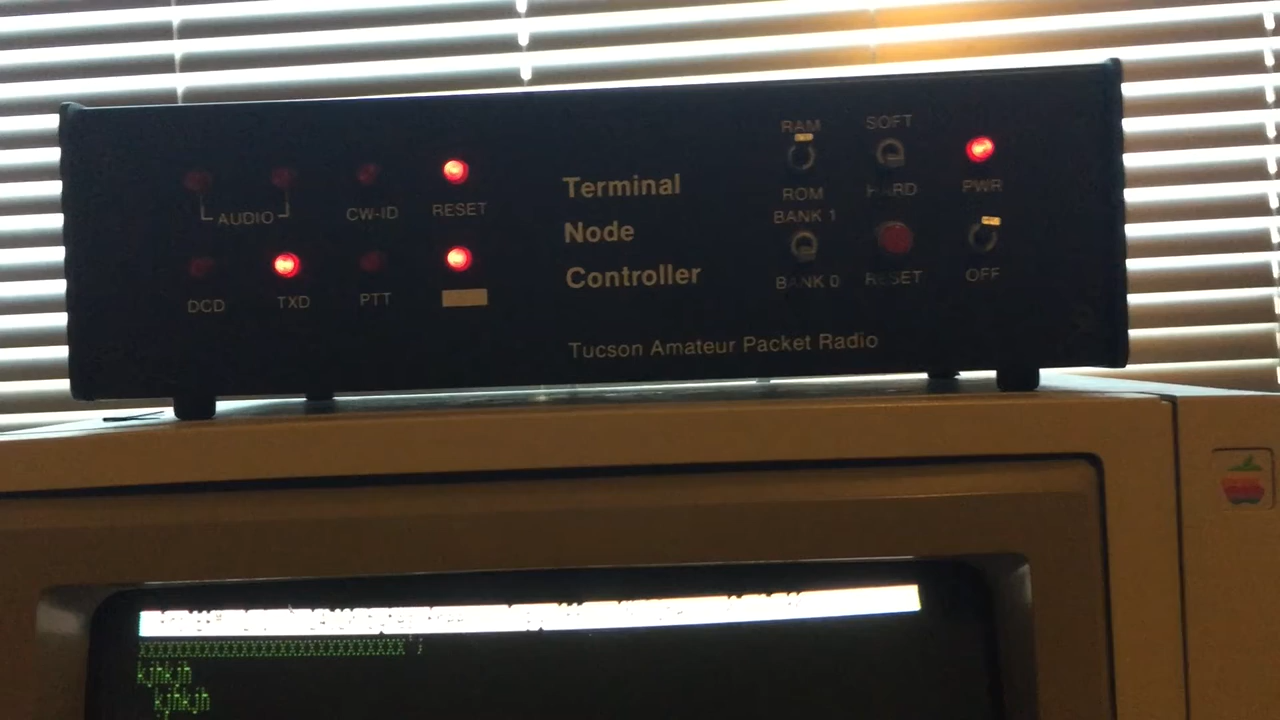 AUDIO
CW-ID
RESET
DCD
TXD
PTT
Terminal
Node
Controller
Tucson Amateur Packet Radio
RAM
ROM
BANK 1
BANK 0
SOFT
HARD
RESET
PWR
OFF
kjhkjh
kjhkjh